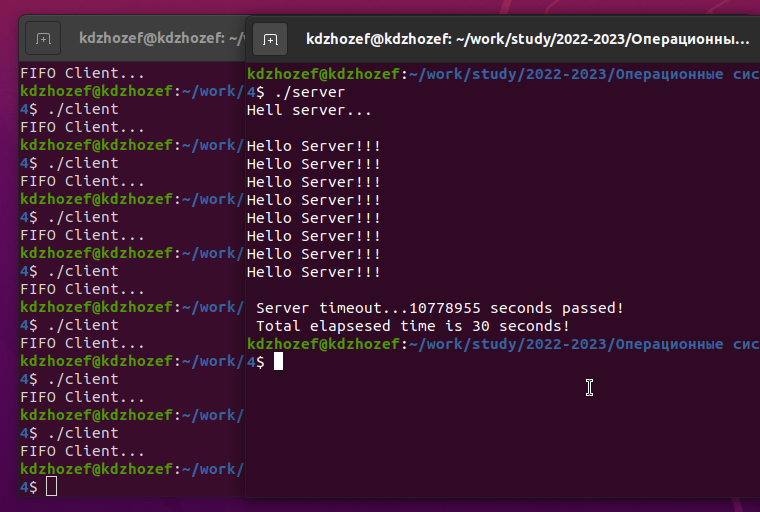 kdzhozef@kdzhozef: ~/
FIFO Client...
kdzhozef@kdzhozef:~/work/
4$ ./client
FIFO Client...
kdzhozef@kdzhozef:~/work/
4$ ./client
FIFO Client...
kdzhozef@kdzhozef:~/work/
4$ ./client
FIFO Client...
kdzhozef@kdzhozef:~/work/
4$ ./client
FIFO Client...
kdzhozef@kdzhozef:~/work/
4$ ./client
FIFO Client...
kdzhozef@kdzhozef:~/work/
4$ ./client
FIFO Client...
kdzhozef@kdzhozef:~/work/
4$ ./client
FIFO Client...
kdzhozef@kdzhozef:~/work/
4$
kdzhozef@kdzhozef: ~/work/study/2022-2023/Операционны...
kdzhozef@kdzhozef:~/work/study/2022-2023/Операционные сис
4$ ./server
Hell server...
Hello Server!!!
Hello Server!!!
Hello Server!!!
Hello Server!!!
Hello Server!!!
Hello Server!!!
Hello Server!!!
Hello Server!!!
Server timeout...10778955 seconds passed!
Total elapsesed time is 30 seconds!
kdzhozef@kdzhozef:~/work/study/2022-2023/Операционные сис
4$